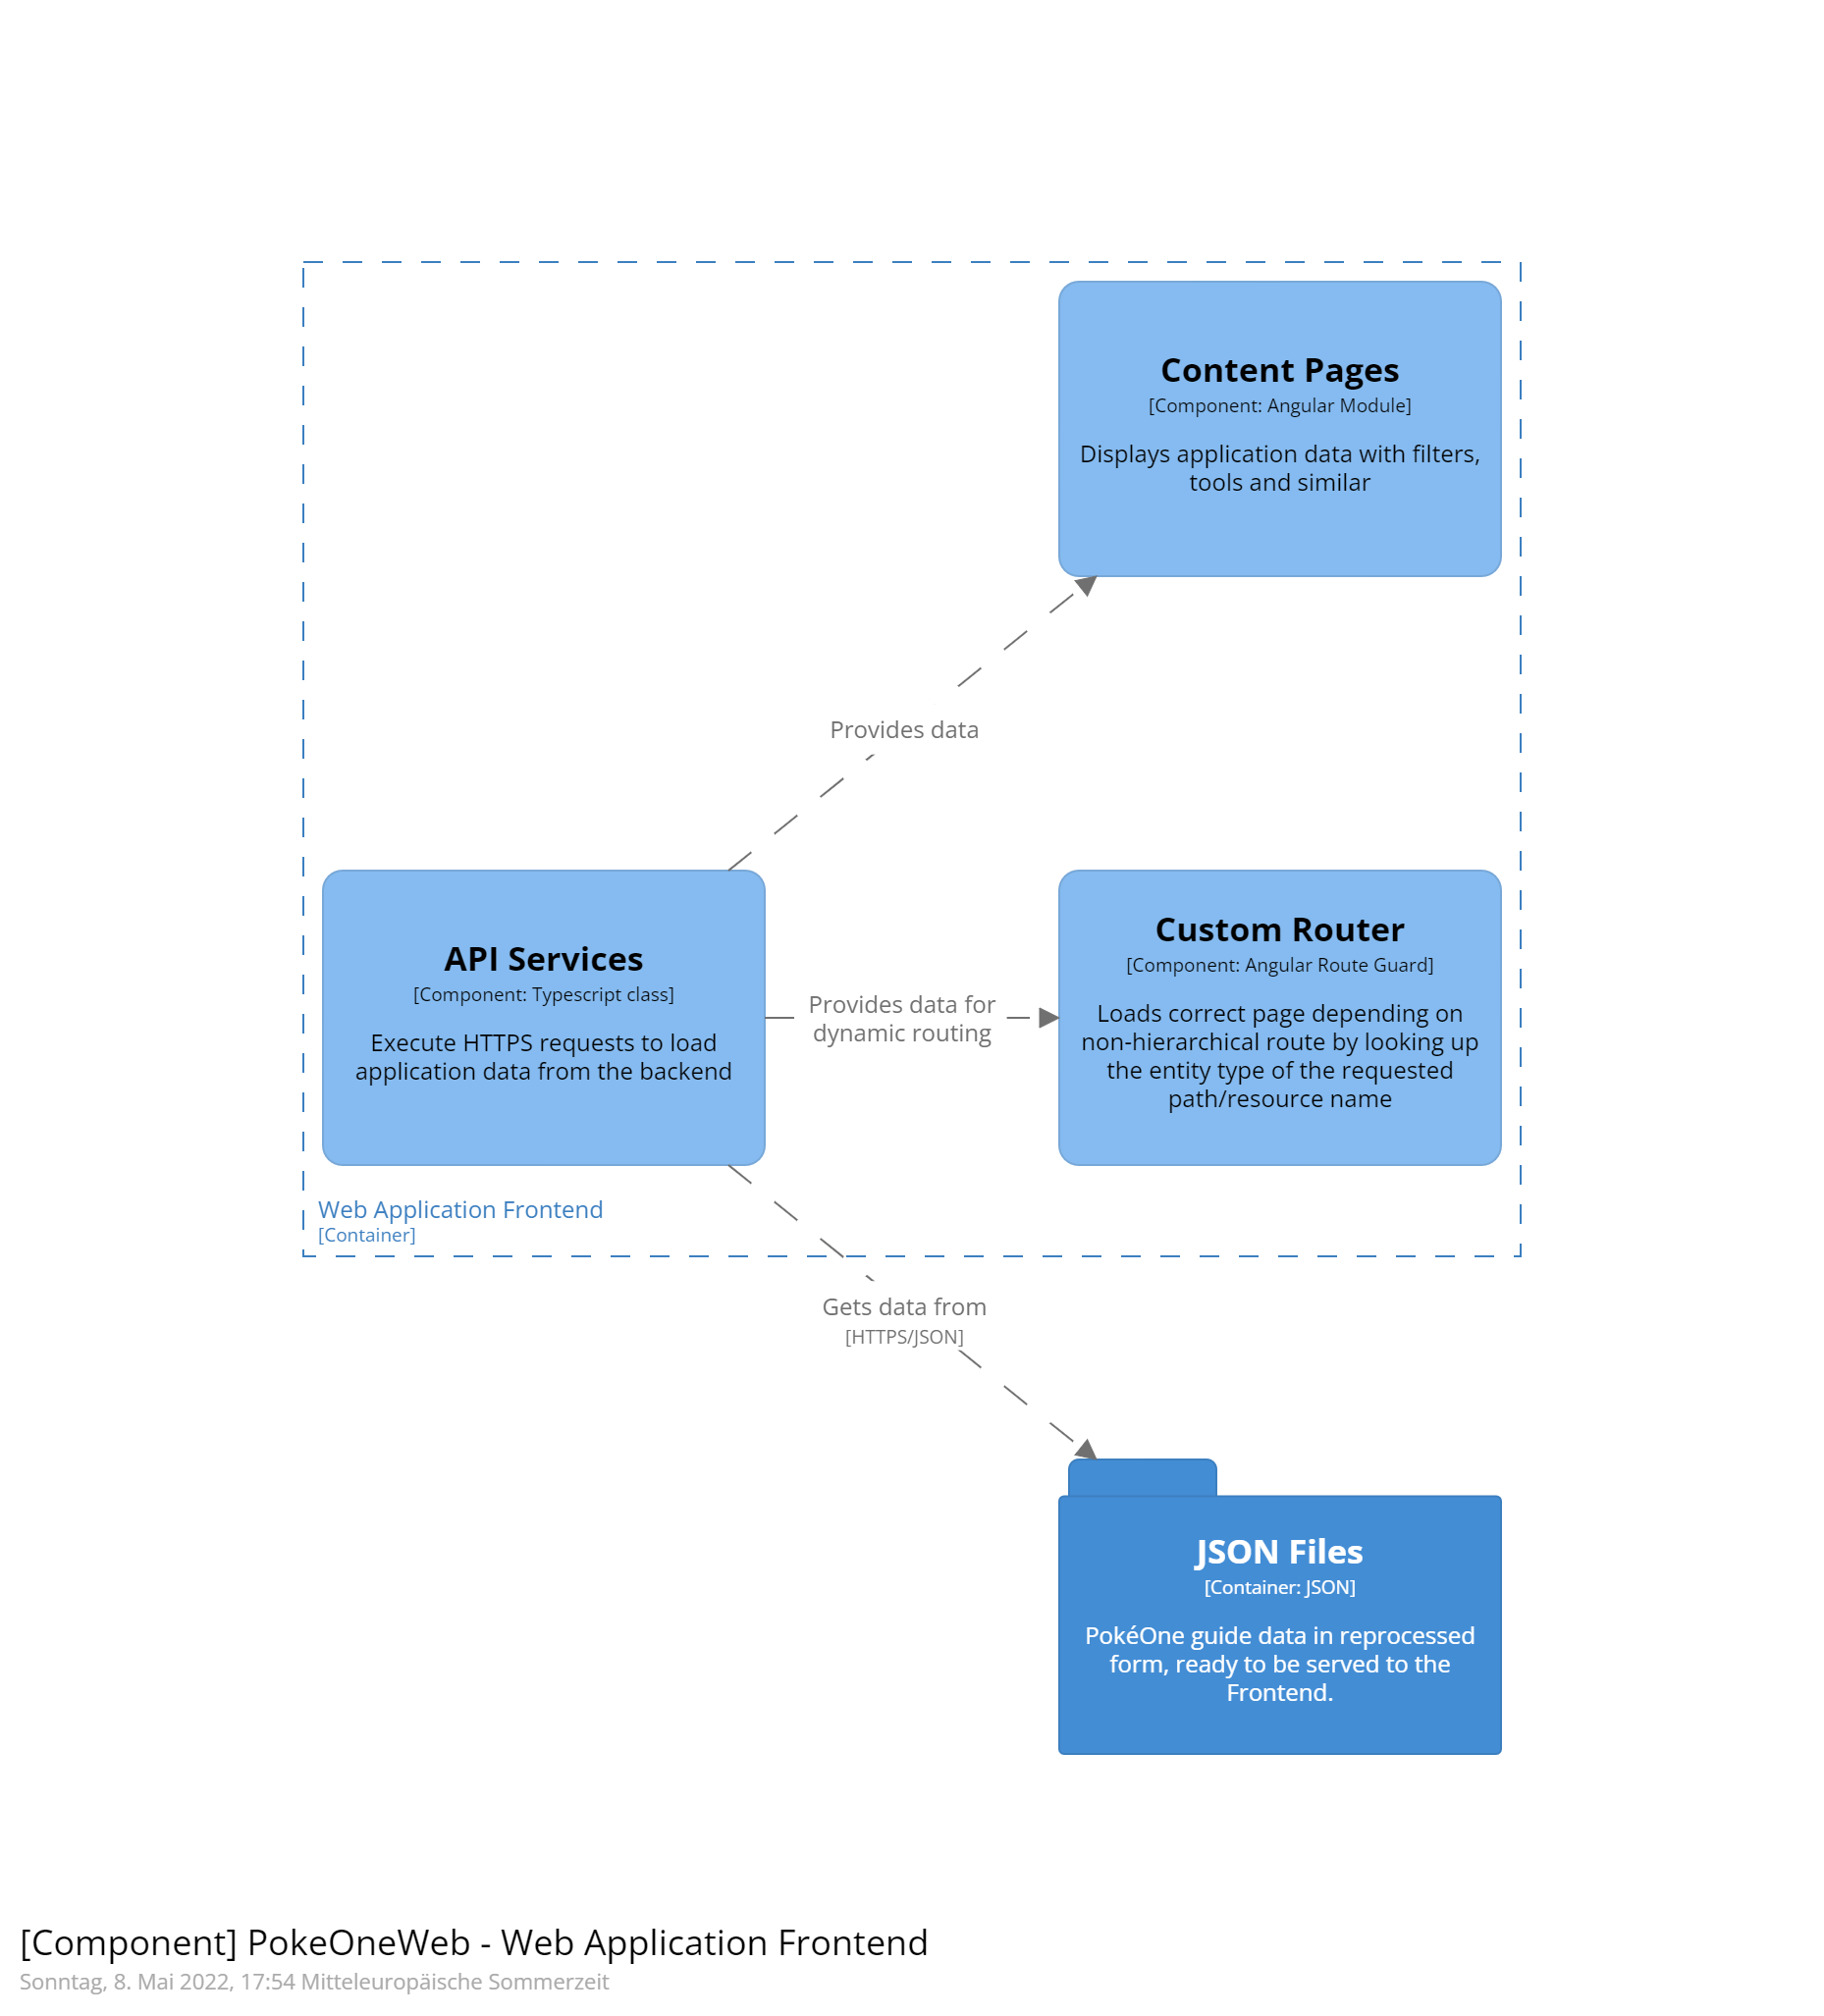 Content Pages
[Component: Angular Module]
Displays application data with filters,
tools and similar
Provides data
API Services
[Component: Typescript class]
Execute HTTPS requests to load
application data from the backend
Provides data for
dynamic routing
Custom Router
[Component: Angular Route Guard]
Loads correct page depending on
non-hierarchical route by looking up
the entity type of the requested
path/resource name
Web Application Frontend
[Container]
Gets data from
[HTTPS/JSON]
JSON Files
[Container: JSON]
PokéOne guide data in reprocessed
form, ready to be served to the
Frontend.
[Component] PokeOneWeb - Web Application Frontend
Sonntag, 8. Mai 2022, 17:54 Mitteleuropäische Sommerzeit